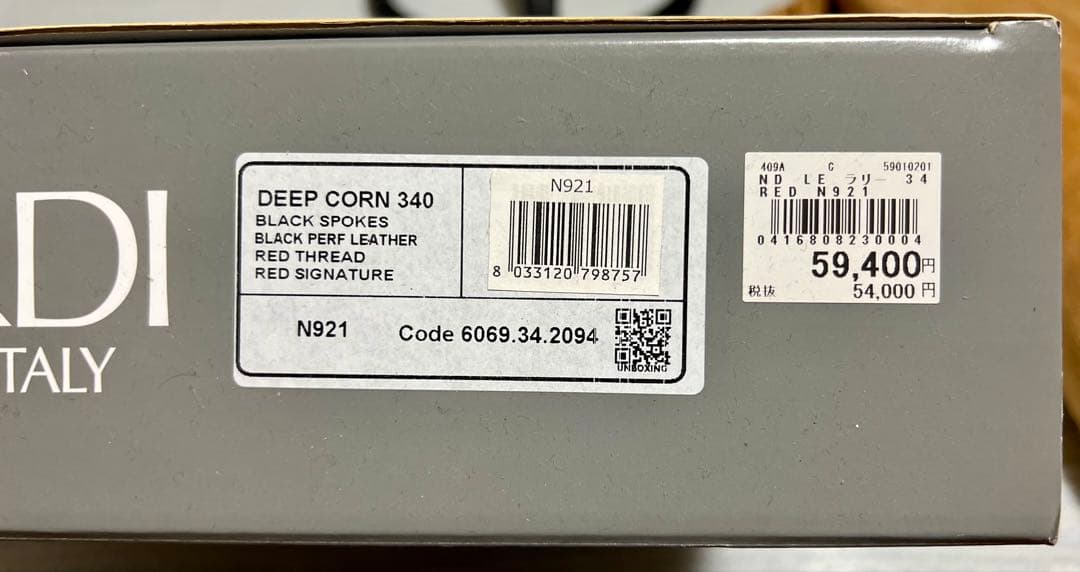 ADI
ITALY
DEEP CORN 340
BLACK SPOKES
BLACK PERF LEATHER
RED THREAD
RED SIGNATURE
N921
8 033120 798757
N921 Code 6069.34.2094
UNBOXING
409A C 59010201
ND LE ラリー 34
RED N921
0416808230004
59,400円
税抜 54,000円